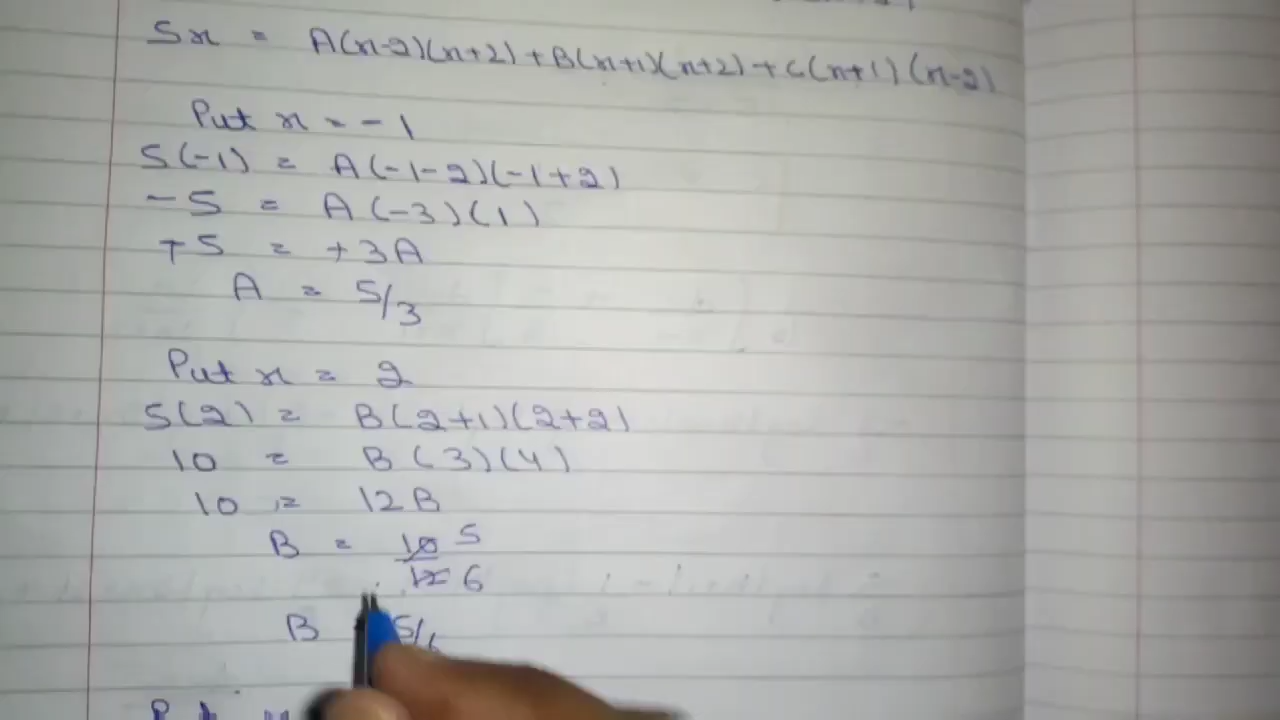 5x = A(x-2)(x+2)+B(x+1)(x+2)+C(x+1)(x-2)
Put x = -1
5(-1) = A(-1-2)(-1+2)
-5 = A(-3)(1)
+5 = +3A
A = 5/3
Put x = 2
5(2) = B(2+1)(2+2)
10 = B(3)(4)
10 = 12B
B = 10 5
12 6
B 5/6